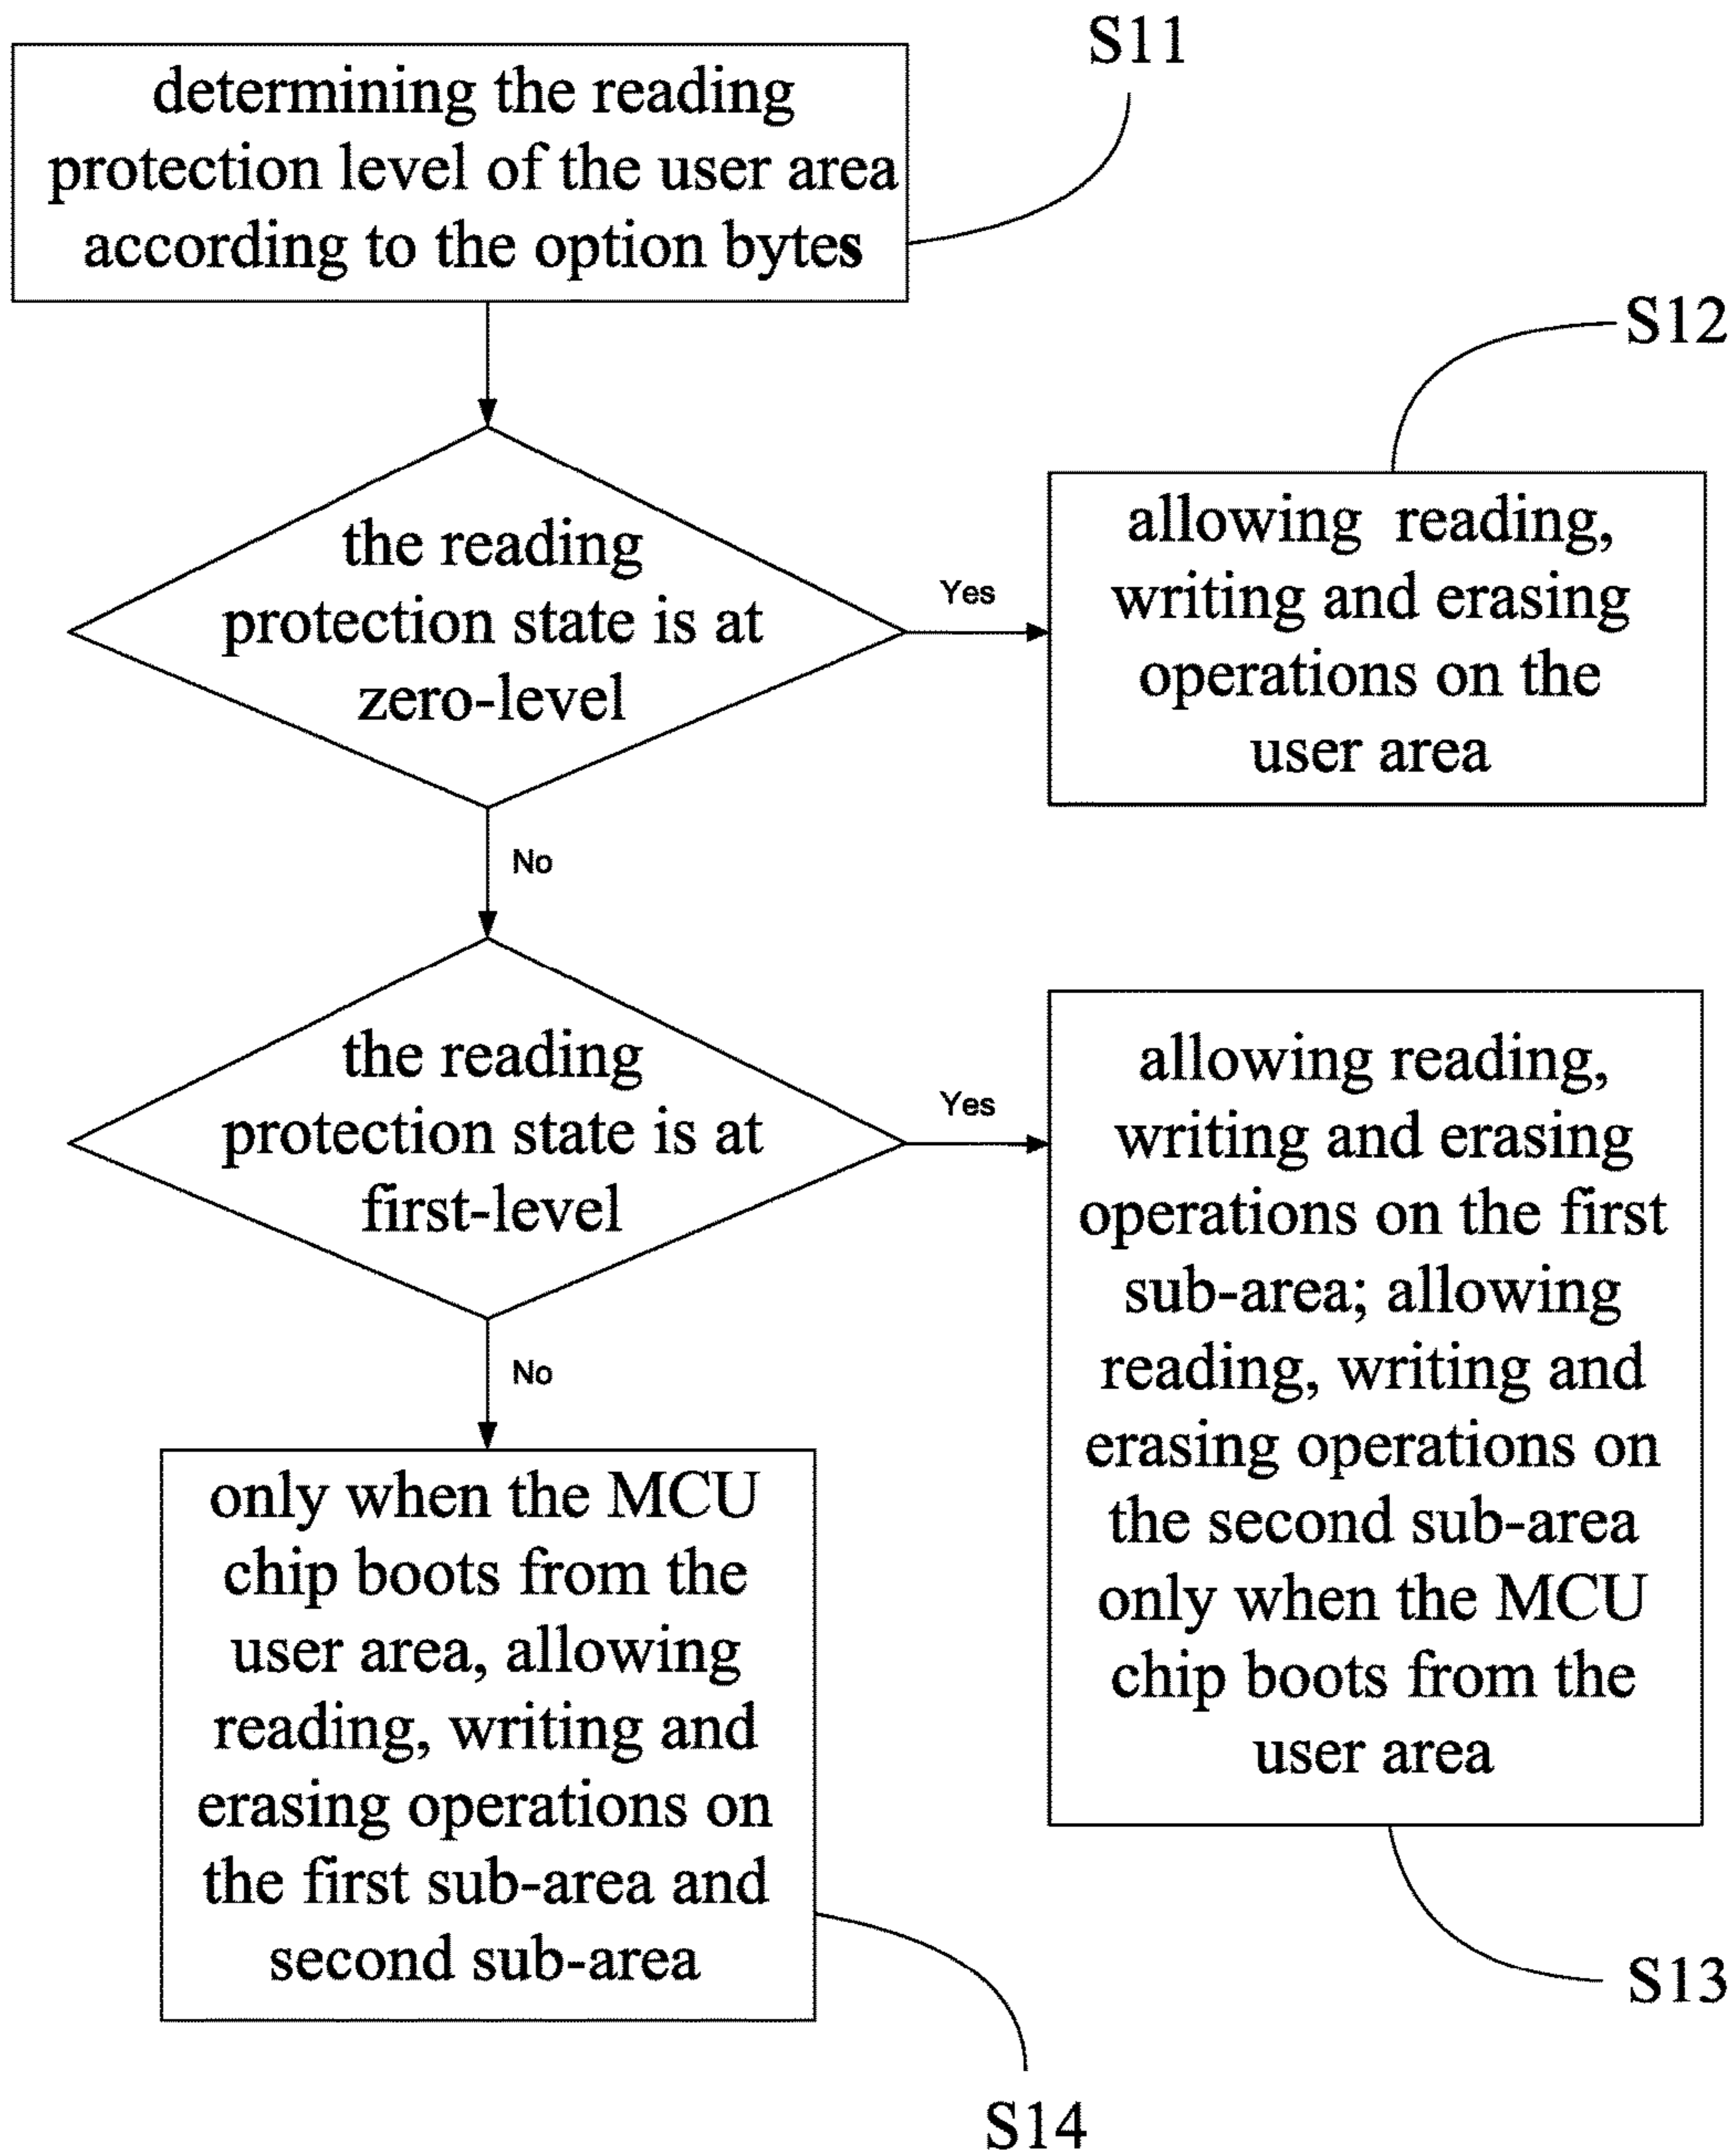 S11
determining the reading
protection level of the user area
according to the option bytes
S12
the reading
protection state is at
zero-level
Yes
allowing reading,
writing and erasing
operations on the
user area
No
the reading
protection state is at
first-level
Yes
allowing reading,
writing and erasing
operations on the first
sub-area; allowing
reading, writing and
erasing operations on
the second sub-area
only when the MCU
chip boots from the
user area
No
only when the MCU
chip boots from the
user area, allowing
reading, writing and
erasing operations on
the first sub-area and
second sub-area
S13
S14